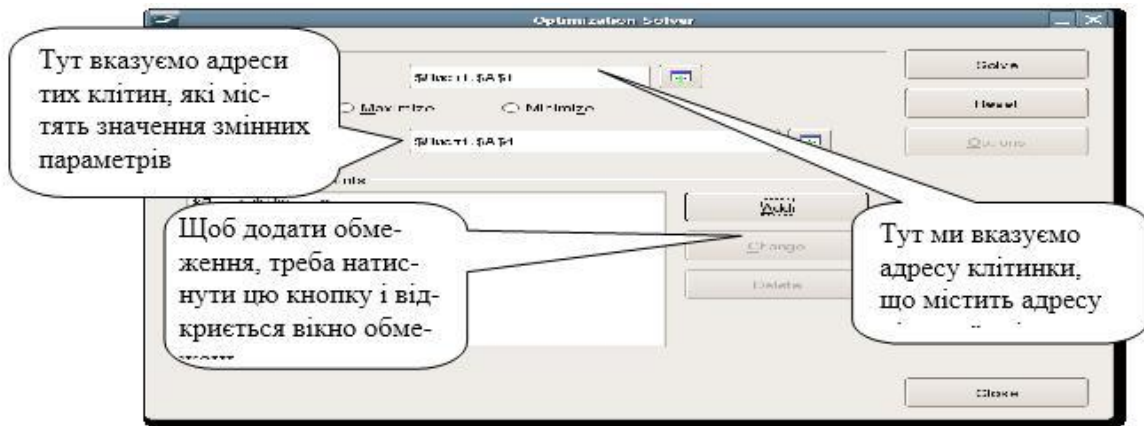 Optimization Solver
Тут вказуємо адреси
тих клітин, які міс-
тять значення змінних
параметрів
Solve
Maximize Minimize
Reset
Options
Add
Change
Delete
Щоб додати обме-
ження, треба натис-
нути цю кнопку і від-
криється вікно обме-
Тут ми вказуємо
адресу клітинки,
що містить адресу
Close